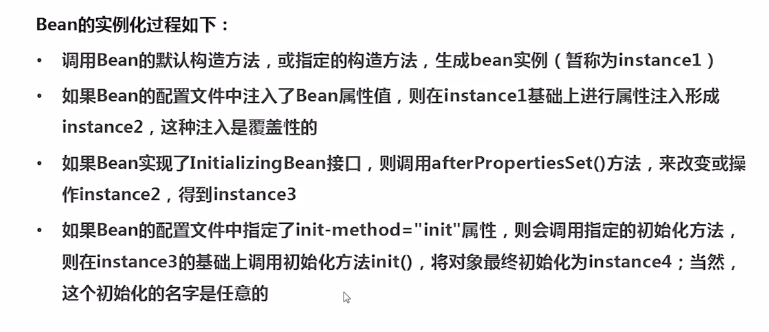 Bean的实例化过程如下：
• 调用Bean的默认构造方法，或指定的构造方法，生成bean实例（暂称为instance1）
• 如果Bean的配置文件中注入了Bean属性值，则在instance1基础上进行属性注入形成
instance2，这种注入是覆盖性的
• 如果Bean实现了InitializingBean接口，则调用afterPropertiesSet()方法，来改变或操
作instance2，得到instance3
• 如果Bean的配置文件中指定了init-method="init"属性，则会调用指定的初始化方法，
则在instance3的基础上调用初始化方法init()，将对象最终初始化为instance4；当然，
这个初始化的名字是任意的